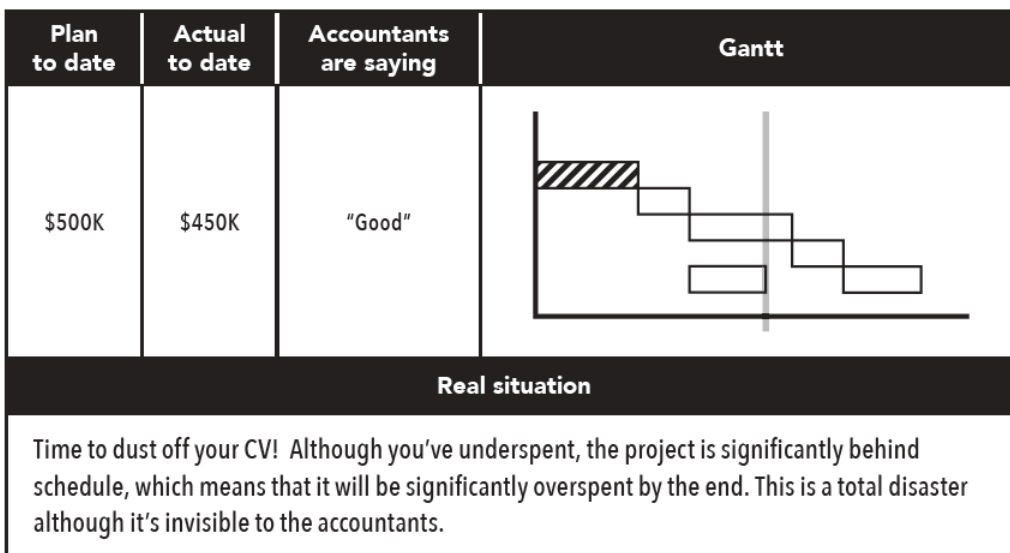 Plan
to date
Actual
to date
Accountants
are saying
Gantt
$500K
$450K
“Good”
Real situation
Time to dust off your CV!  Although you’ve underspent, the project is significantly behind
schedule, which means that it will be significantly overspent by the end. This is a total disaster
although it’s invisible to the accountants.